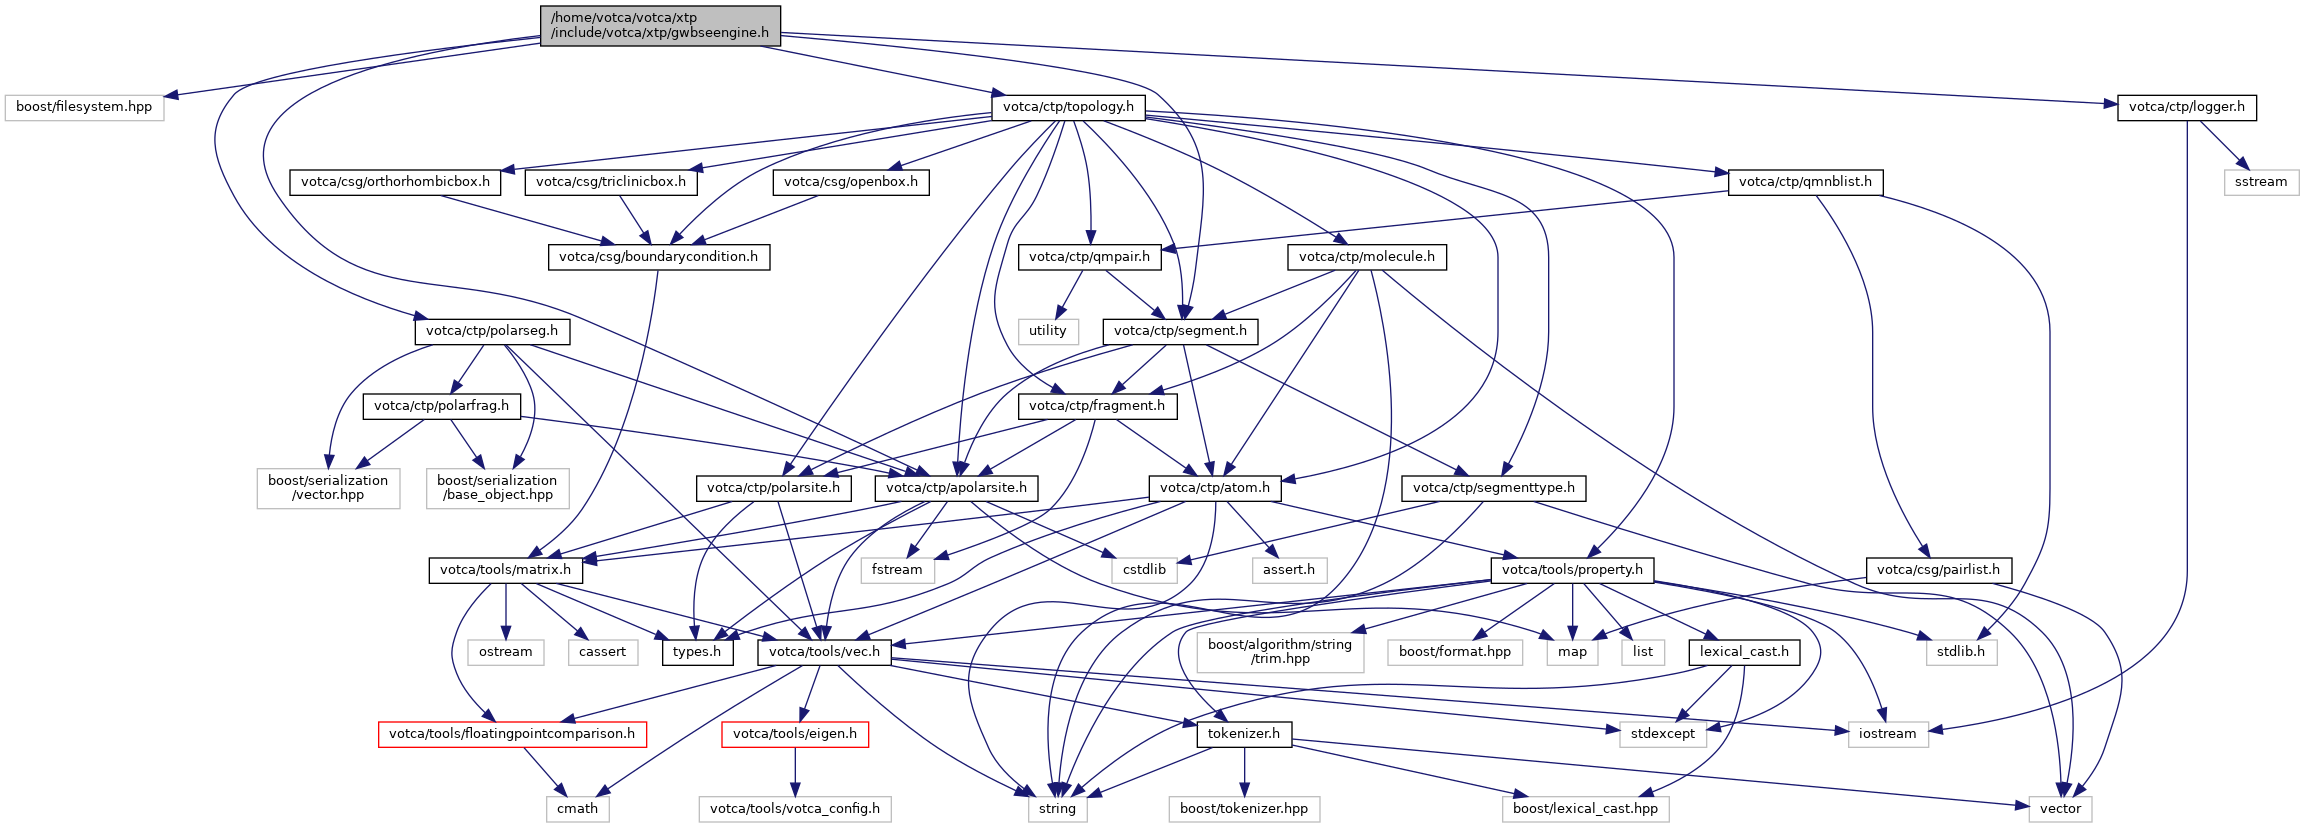 /home/votca/votca/xtp
/include/votca/xtp/gwbseengine.h
boost/filesystem.hpp
votca/ctp/topology.h
votca/ctp/logger.h
votca/csg/orthorhombicbox.h
votca/csg/triclinicbox.h
votca/csg/openbox.h
votca/ctp/qmnblist.h
sstream
votca/csg/boundarycondition.h
votca/ctp/qmpair.h
votca/ctp/molecule.h
votca/ctp/polarseg.h
utility
votca/ctp/segment.h
votca/ctp/polarfrag.h
votca/ctp/fragment.h
boost/serialization
/vector.hpp
boost/serialization
/base_object.hpp
votca/ctp/polarsite.h
votca/ctp/apolarsite.h
votca/ctp/atom.h
votca/ctp/segmenttype.h
votca/tools/matrix.h
fstream
cstdlib
assert.h
votca/tools/property.h
votca/csg/pairlist.h
ostream
cassert
types.h
votca/tools/vec.h
boost/algorithm/string
/trim.hpp
boost/format.hpp
map
list
lexical_cast.h
stdlib.h
votca/tools/floatingpointcomparison.h
votca/tools/eigen.h
tokenizer.h
stdexcept
iostream
cmath
votca/tools/votca_config.h
string
boost/tokenizer.hpp
boost/lexical_cast.hpp
vector